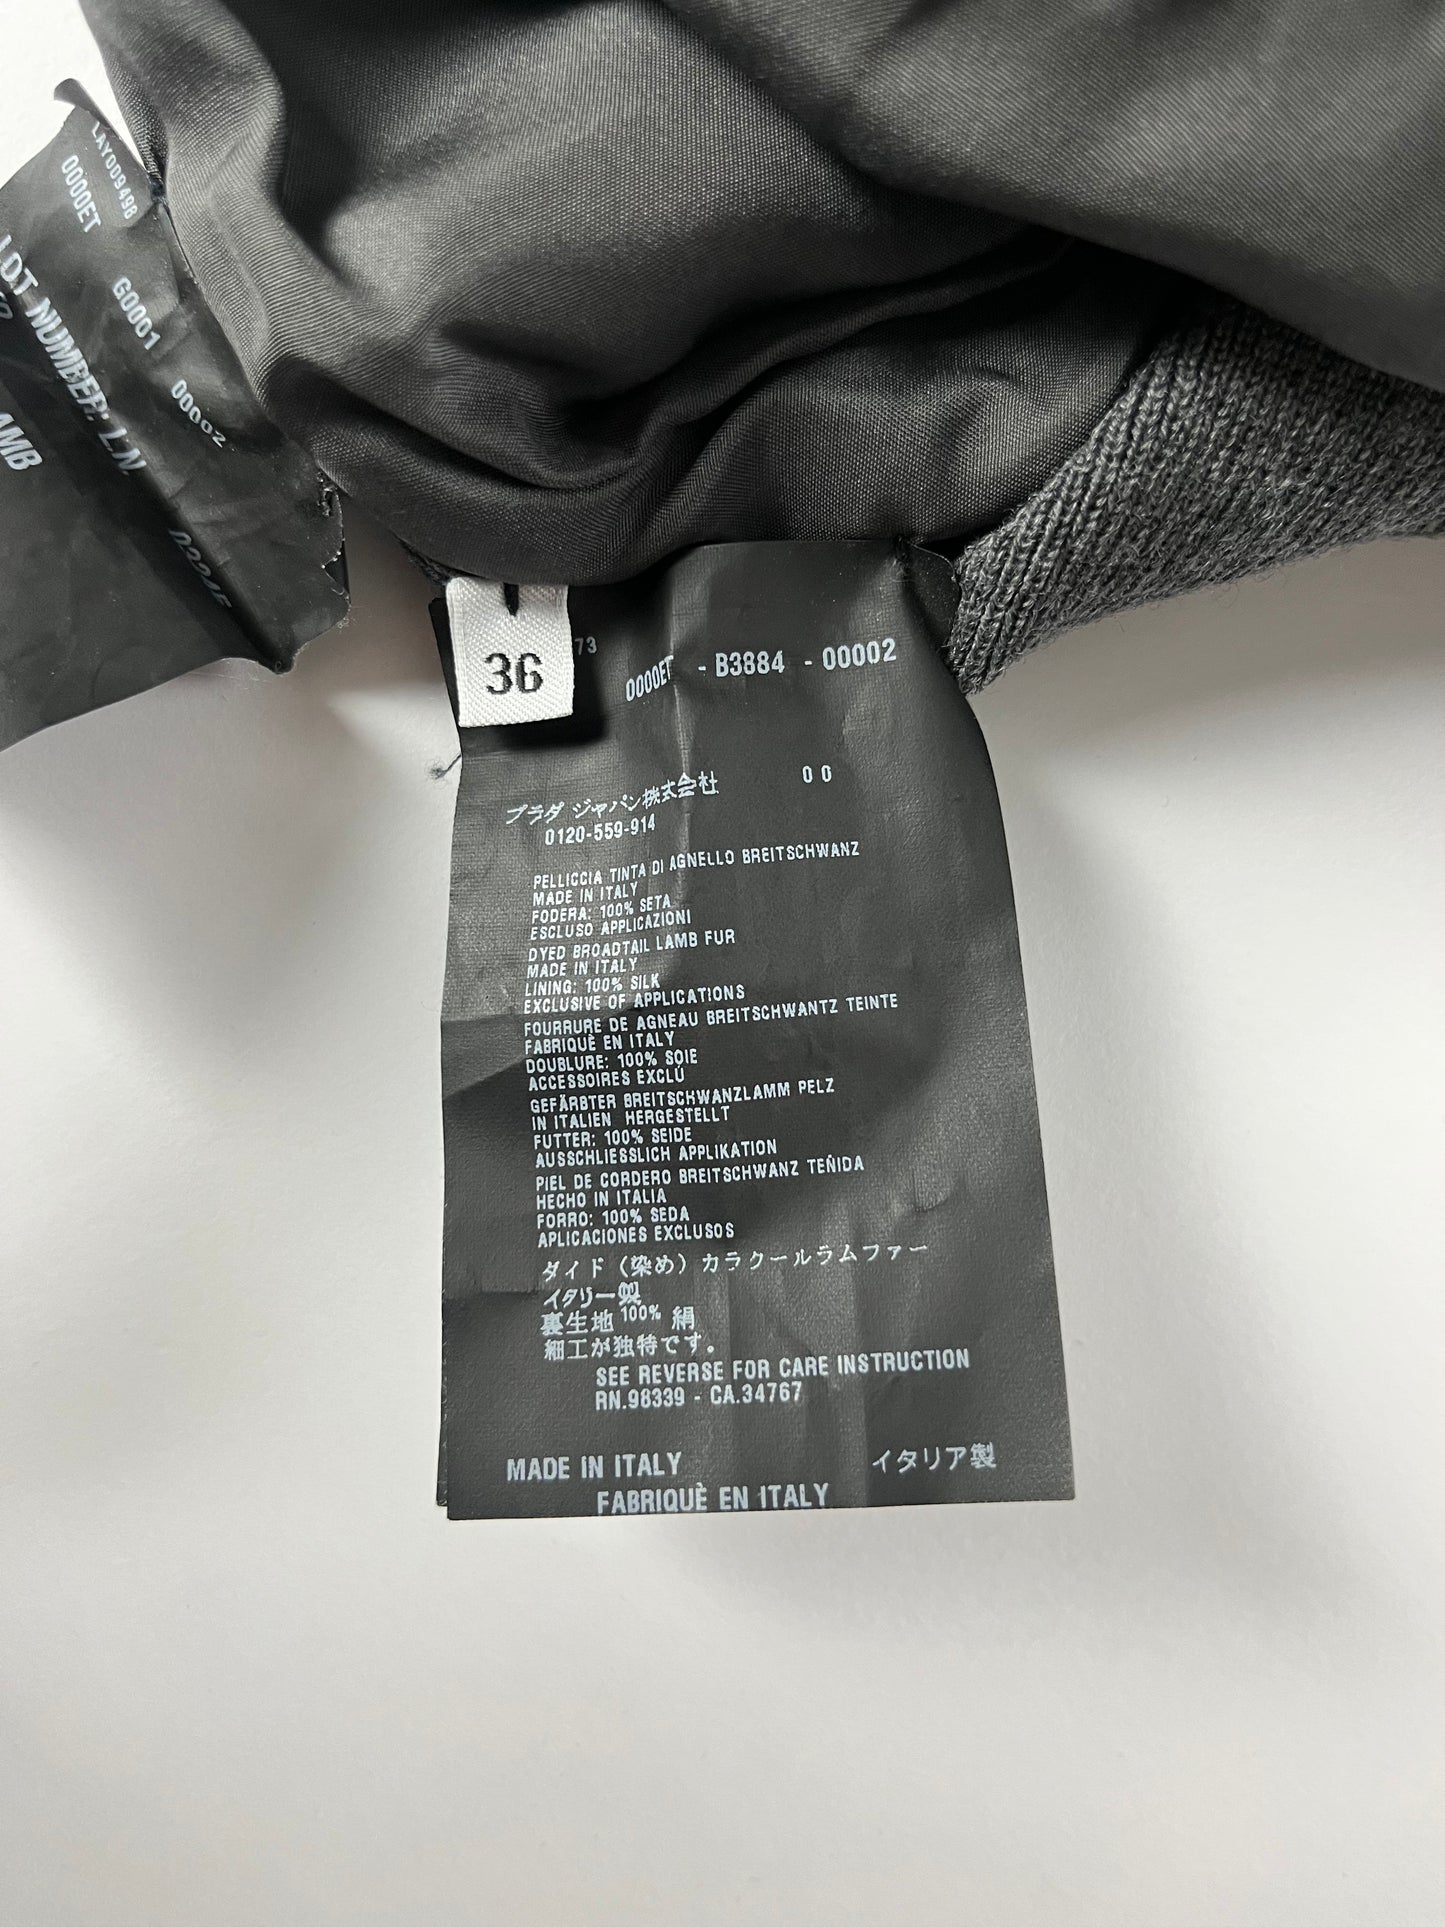 LAY009498
0000ET G0001 00002
LOT NUMBER: LN
36
73
0000ET - B3884 - 00002
プラダ ジャパン株式会社 00
0120-559-914
PELLICCIA TINTA DI AGNELLO BREITSCHWANZ
MADE IN ITALY
FODERA: 100% SETA
ESCLUSO APPLICAZIONI
DYED BROADTAIL LAMB FUR
MADE IN ITALY
LINING: 100% SILK
EXCLUSIVE OF APPLICATIONS
FOURRURE DE AGNEAU BREITSCHWANTZ TEINTE
FABRIQUÈ EN ITALY
DOUBLURE: 100% SOIE
ACCESSOIRES EXCLÚ
GEFÄRBTER BREITSCHWANZLAMM PELZ
IN ITALIEN HERGESTELLT
FUTTER: 100% SEIDE
AUSSCHLIESSLICH APPLIKATION
PIEL DE CORDERO BREITSCHWANZ TEÑIDA
HECHO IN ITALIA
FORRO: 100% SEDA
APLICACIONES EXCLUSOS
ダイド（染め）カラクールラムファー
イタリー製
裏生地 100% 絹
細工が独特です。
SEE REVERSE FOR CARE INSTRUCTION
RN.98339 - CA.34767
MADE IN ITALY イタリア製
FABRIQUÈ EN ITALY